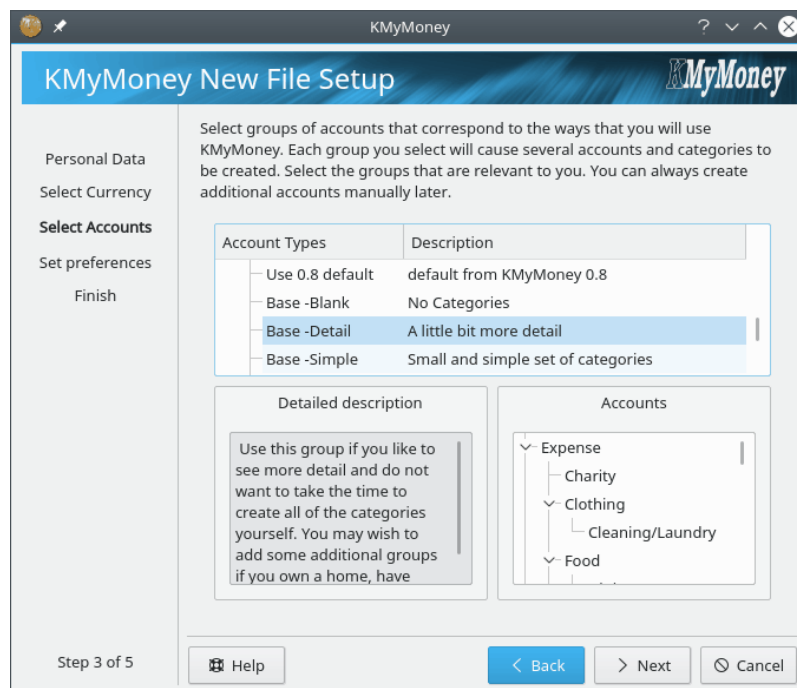 KMyMoney
KMyMoney New File Setup
KMyMoney
Personal Data
Select Currency
Select Accounts
Set preferences
Finish
Step 3 of 5
Select groups of accounts that correspond to the ways that you will use
KMyMoney. Each group you select will cause several accounts and categories to
be created. Select the groups that are relevant to you. You can always create
additional accounts manually later.
Account Types Description
Use 0.8 default default from KMyMoney 0.8
Base -Blank No Categories
Base -Detail A little bit more detail
Base -Simple Small and simple set of categories
Detailed description
Use this group if you like to
see more detail and do not
want to take the time to
create all of the categories
yourself. You may wish to
add some additional groups
if you own a home, have
Accounts
Expense
Charity
Clothing
Cleaning/Laundry
Food
Help
Back
Next
Cancel